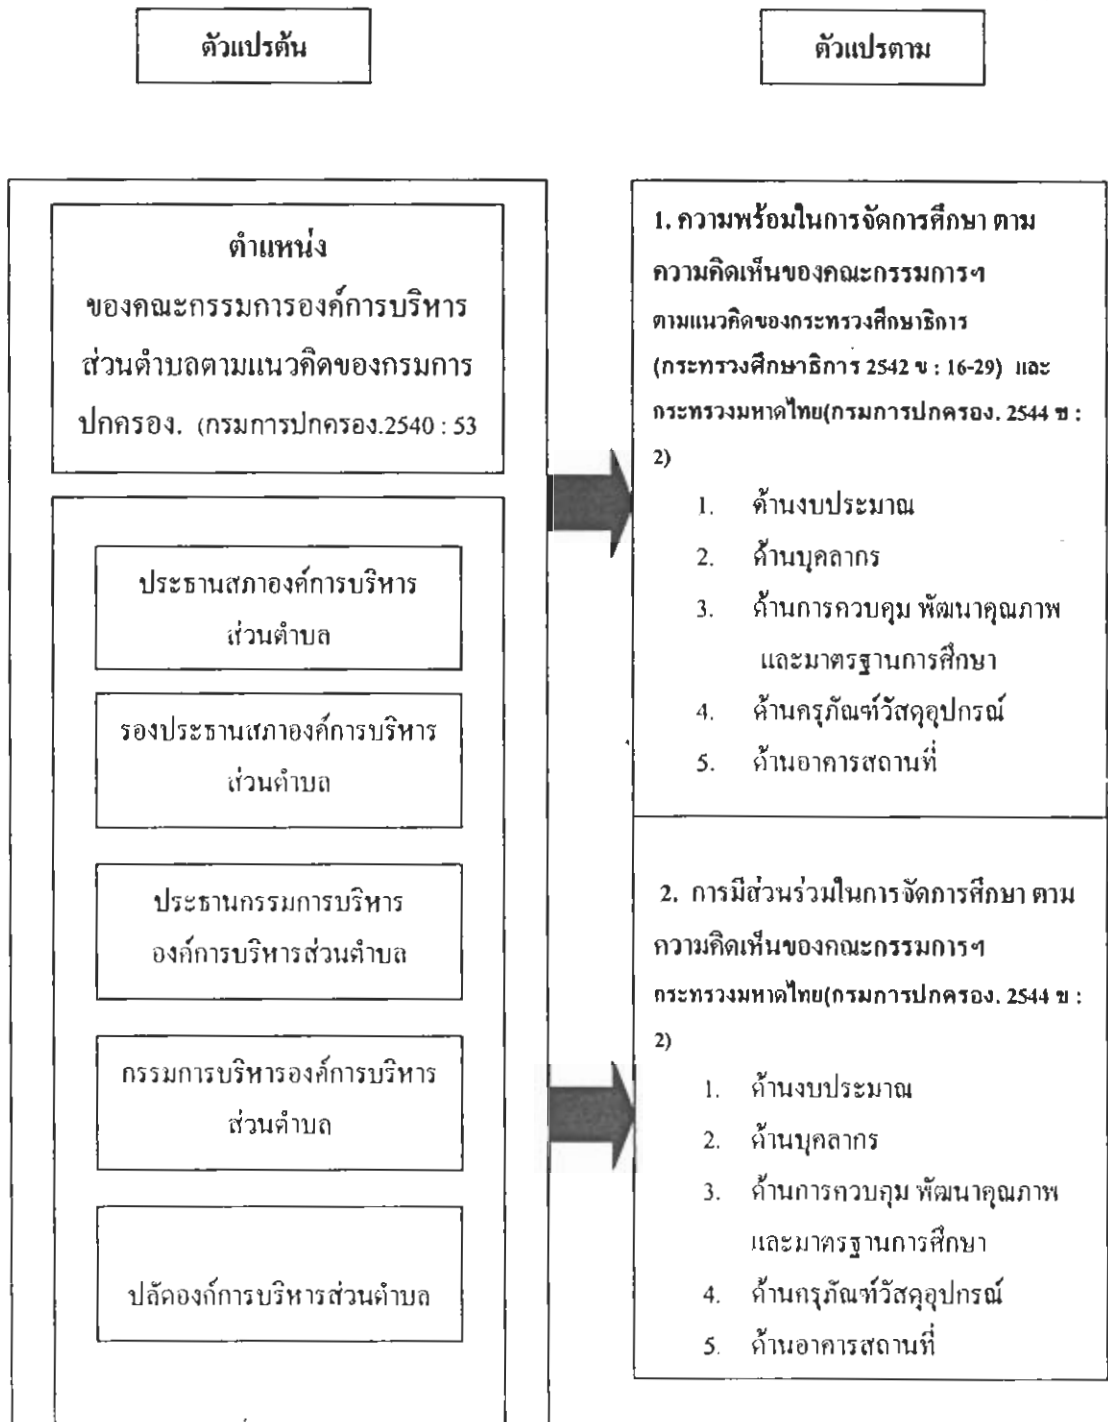 ตัวแปรต้น
ตัวแปรตาม
ตำแหน่ง
ของคณะกรรมการองค์การบริหาร
ส่วนตำบลตามแนวคิดของกรมการ
ปกครอง. (กรมการปกครอง.2540 : 53
ประธานสภาองค์การบริหาร
ส่วนตำบล
รองประธานสภาองค์การบริหาร
ส่วนตำบล
ประธานกรรมการบริหาร
องค์การบริหารส่วนตำบล
กรรมการบริหารองค์การบริหาร
ส่วนตำบล
ปลัดองค์การบริหารส่วนตำบล
1. ความพร้อมในการจัดการศึกษา ตาม
ความคิดเห็นของคณะกรรมการฯ
ตามแนวคิดของกระทรวงศึกษาธิการ
(กระทรวงศึกษาธิการ 2542 ข : 16-29) และ
กระทรวงมหาดไทย(กรมการปกครอง. 2544 ข :
2)
1. ด้านงบประมาณ
2. ด้านบุคลากร
3. ด้านการควบคุม พัฒนาคุณภาพ
และมาตรฐานการศึกษา
4. ด้านครุภัณฑ์วัสดุอุปกรณ์
5. ด้านอาคารสถานที่
2. การมีส่วนร่วมในการจัดการศึกษา ตาม
ความคิดเห็นของคณะกรรมการฯ
กระทรวงมหาดไทย(กรมการปกครอง. 2544 ข :
2)
1. ด้านงบประมาณ
2. ด้านบุคลากร
3. ด้านการควบคุม พัฒนาคุณภาพ
และมาตรฐานการศึกษา
4. ด้านครุภัณฑ์วัสดุอุปกรณ์
5. ด้านอาคารสถานที่